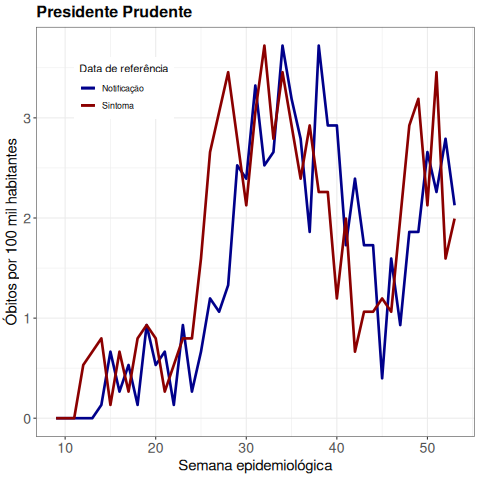 Presidente Prudente
Data de referência
Notificação
Sintoma
Óbitos por 100 mil habitantes
3
2
1
0
10 20 30 40 50
Semana epidemiológica